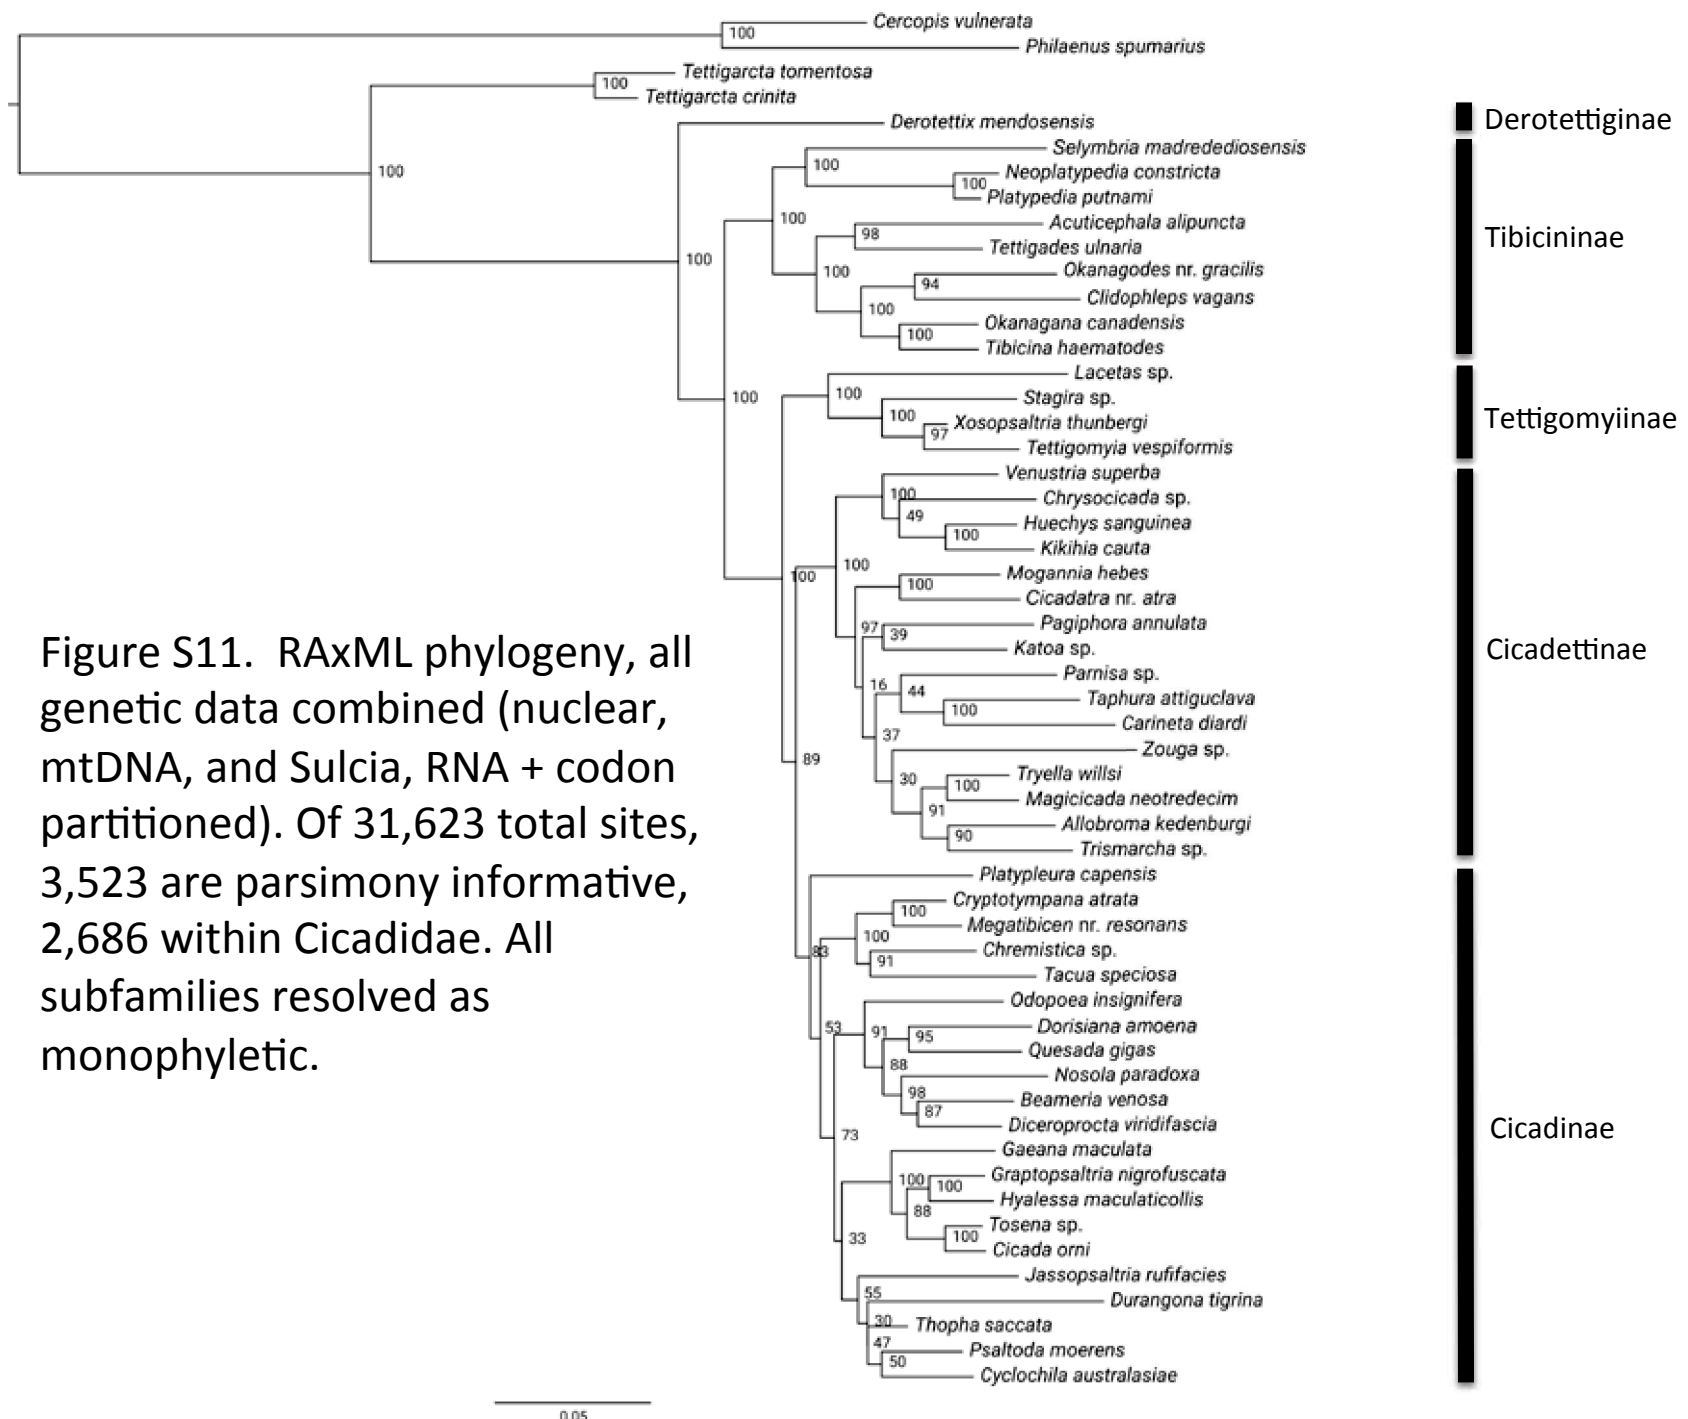 Cercopis vulnerata
100
Philaenus spumarius
Tettigarcta tomentosa
100
Tettigarcta crinita
Derotettix mendosensis
Derotettiginae
Selymbria madredediosensis
100
100
Neoplatypedia constricta
100
Platypedia putnami
100
Acuticephala alipuncta
98
Tettigades ulnaria
Tibicininae
100
100
Okanagodes nr. gracilis
94
Clidophleps vagans
100
Okanagana canadensis
100
Tibicina haematodes
Lacetas sp.
100
100
Stagira sp.
100
Xosopsaltria thunbergi
97
Tettigomyia vespiformis
Tettigomyiinae
Venustria superba
100
Chrysocicada sp.
49
Huechys sanguinea
100
Kikihia cauta
100
100
Mogannia hebes
100
Cicadatra nr. atra
Pagiphora annulata
97
39
Katoa sp.
Cicadettinae
Parnisa sp.
16
44
Taphura attiguclava
100
Carineta diardi
37
Zouga sp.
89
30
Tryella willsi
100
Magicicada neotredecim
91
Allobroma kedenburgi
90
Trismarcha sp.
Platypleura capensis
Cryptotympana atrata
100
Megatibicen nr. resonans
100
83
Chremistica sp.
91
Tacua speciosa
Odopoea insignifera
53
91
Dorisiana amoena
95
Quesada gigas
88
Nosola paradoxa
98
Beameria venosa
87
Diceroprocta viridifascia
Cicadinae
73
Gaeana maculata
100
Graptopsaltria nigrofuscata
100
Hyalessa maculaticollis
88
Tosena sp.
100
Cicada orni
33
Jassopsaltria rufifacies
55
Durangona tigrina
30
Thopha saccata
47
Psaltoda moerens
50
Cyclochila australasiae
0.05
Figure S11. RAxML phylogeny, all
genetic data combined (nuclear,
mtDNA, and Sulcia, RNA + codon
partitioned). Of 31,623 total sites,
3,523 are parsimony informative,
2,686 within Cicadidae. All
subfamilies resolved as
monophyletic.